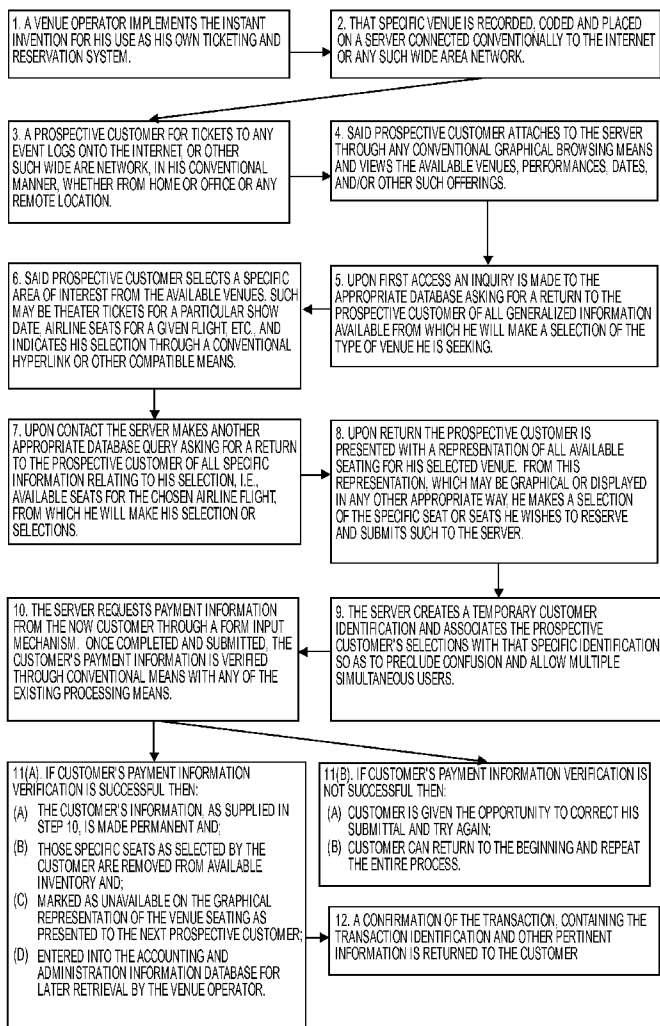 1. A VENUE OPERATOR IMPLEMENTS THE INSTANT
INVENTION FOR HIS USE AS HIS OWN TICKETING AND
RESERVATION SYSTEM.
2. THAT SPECIFIC VENUE IS RECORDED, CODED AND PLACED
ON A SERVER CONNECTED CONVENTIONALLY TO THE INTERNET
OR ANY SUCH WIDE AREA NETWORK.
3. A PROSPECTIVE CUSTOMER FOR TICKETS TO ANY
EVENT LOGS ONTO THE INTERNET, OR OTHER
SUCH WIDE ARE NETWORK, IN HIS CONVENTIONAL
MANNER, WHETHER FROM HOME OR OFFICE OR ANY
REMOTE LOCATION.
4. SAID PROSPECTIVE CUSTOMER ATTACHES TO THE SERVER
THROUGH ANY CONVENTIONAL GRAPHICAL BROWSING MEANS
AND VIEWS THE AVAILABLE VENUES, PERFORMANCES, DATES,
AND/OR OTHER SUCH OFFERINGS.
5. UPON FIRST ACCESS AN INQUIRY IS MADE TO THE
APPROPRIATE DATABASE ASKING FOR A RETURN TO THE
PROSPECTIVE CUSTOMER OF ALL GENERALIZED INFORMATION
AVAILABLE FROM WHICH HE WILL MAKE A SELECTION OF THE
TYPE OF VENUE HE IS SEEKING.
6. SAID PROSPECTIVE CUSTOMER SELECTS A SPECIFIC
AREA OF INTEREST FROM THE AVAILABLE VENUES. SUCH
MAY BE THEATER TICKETS FOR A PARTICULAR SHOW
DATE, AIRLINE SEATS FOR A GIVEN FLIGHT, ETC., AND
INDICATES HIS SELECTION THROUGH A CONVENTIONAL
HYPERLINK OR OTHER COMPATIBLE MEANS.
7. UPON CONTACT THE SERVER MAKES ANOTHER
APPROPRIATE DATABASE QUERY ASKING FOR A RETURN
TO THE PROSPECTIVE CUSTOMER OF ALL SPECIFIC
INFORMATION RELATING TO HIS SELECTION, I.E.,
AVAILABLE SEATS FOR THE CHOSEN AIRLINE FLIGHT,
FROM WHICH HE WILL MAKE HIS SELECTION OR
SELECTIONS.
8. UPON RETURN THE PROSPECTIVE CUSTOMER IS
PRESENTED WITH A REPRESENTATION OF ALL AVAILABLE
SEATING FOR HIS SELECTED VENUE. FROM THIS
REPRESENTATION, WHICH MAY BE GRAPHICAL OR DISPLAYED
IN ANY OTHER APPROPRIATE WAY, HE MAKES A SELECTION
OF THE SPECIFIC SEAT OR SEATS HE WISHES TO RESERVE
AND SUBMITS SUCH TO THE SERVER.
9. THE SERVER CREATES A TEMPORARY CUSTOMER
IDENTIFICATION AND ASSOCIATES THE PROSPECTIVE
CUSTOMER'S SELECTIONS WITH THAT SPECIFIC IDENTIFICATION
SO AS TO PRECLUDE CONFUSION AND ALLOW MULTIPLE
SIMULTANEOUS USERS.
10. THE SERVER REQUESTS PAYMENT INFORMATION
FROM THE NOW CUSTOMER THROUGH A FORM INPUT
MECHANISM. ONCE COMPLETED AND SUBMITTED, THE
CUSTOMER'S PAYMENT INFORMATION IS VERIFIED
THROUGH CONVENTIONAL MEANS WITH ANY OF THE
EXISTING PROCESSING MEANS.
11(A). IF CUSTOMER'S PAYMENT INFORMATION
VERIFICATION IS SUCCESSFUL THEN:
(A) THE CUSTOMER'S INFORMATION, AS SUPPLIED IN
STEP 10, IS MADE PERMANENT AND;
(B) THOSE SPECIFIC SEATS AS SELECTED BY THE
CUSTOMER ARE REMOVED FROM AVAILABLE
INVENTORY AND;
(C) MARKED AS UNAVAILABLE ON THE GRAPHICAL
REPRESENTATION OF THE VENUE SEATING AS
PRESENTED TO THE NEXT PROSPECTIVE CUSTOMER;
(D) ENTERED INTO THE ACCOUNTING AND
ADMINISTRATION INFORMATION DATABASE FOR
LATER RETRIEVAL BY THE VENUE OPERATOR.
11(B). IF CUSTOMER'S PAYMENT INFORMATION VERIFICATION IS
NOT SUCCESSFUL THEN:
(A) CUSTOMER IS GIVEN THE OPPORTUNITY TO CORRECT HIS
SUBMITTAL AND TRY AGAIN;
(B) CUSTOMER CAN RETURN TO THE BEGINNING AND REPEAT
THE ENTIRE PROCESS.
12. A CONFIRMATION OF THE TRANSACTION, CONTAINING THE
TRANSACTION IDENTIFICATION AND OTHER PERTINENT
INFORMATION IS RETURNED TO THE CUSTOMER